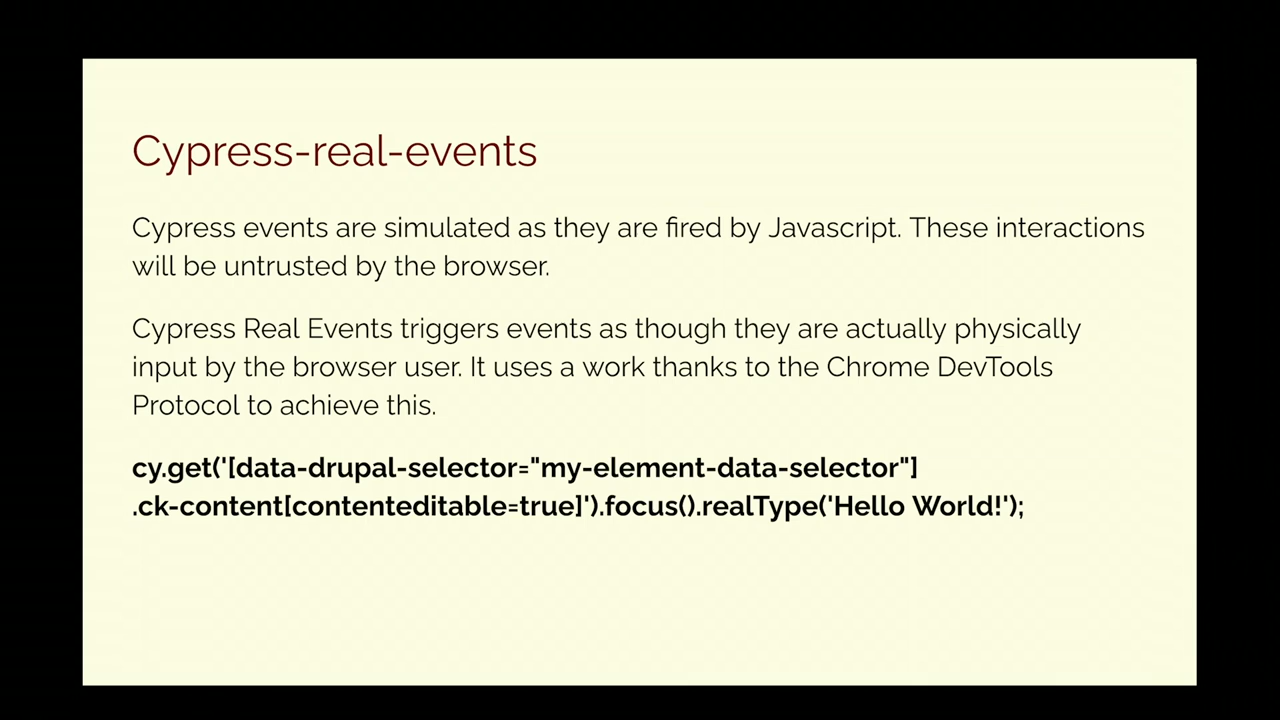 Cypress-real-events
Cypress events are simulated as they are fired by Javascript. These interactions
will be untrusted by the browser.
Cypress Real Events triggers events as though they are actually physically
input by the browser user. It uses a work thanks to the Chrome DevTools
Protocol to achieve this.
cy.get('[data-drupal-selector="my-element-data-selector"]
.ck-content[contenteditable=true]').focus().realType('Hello World!');